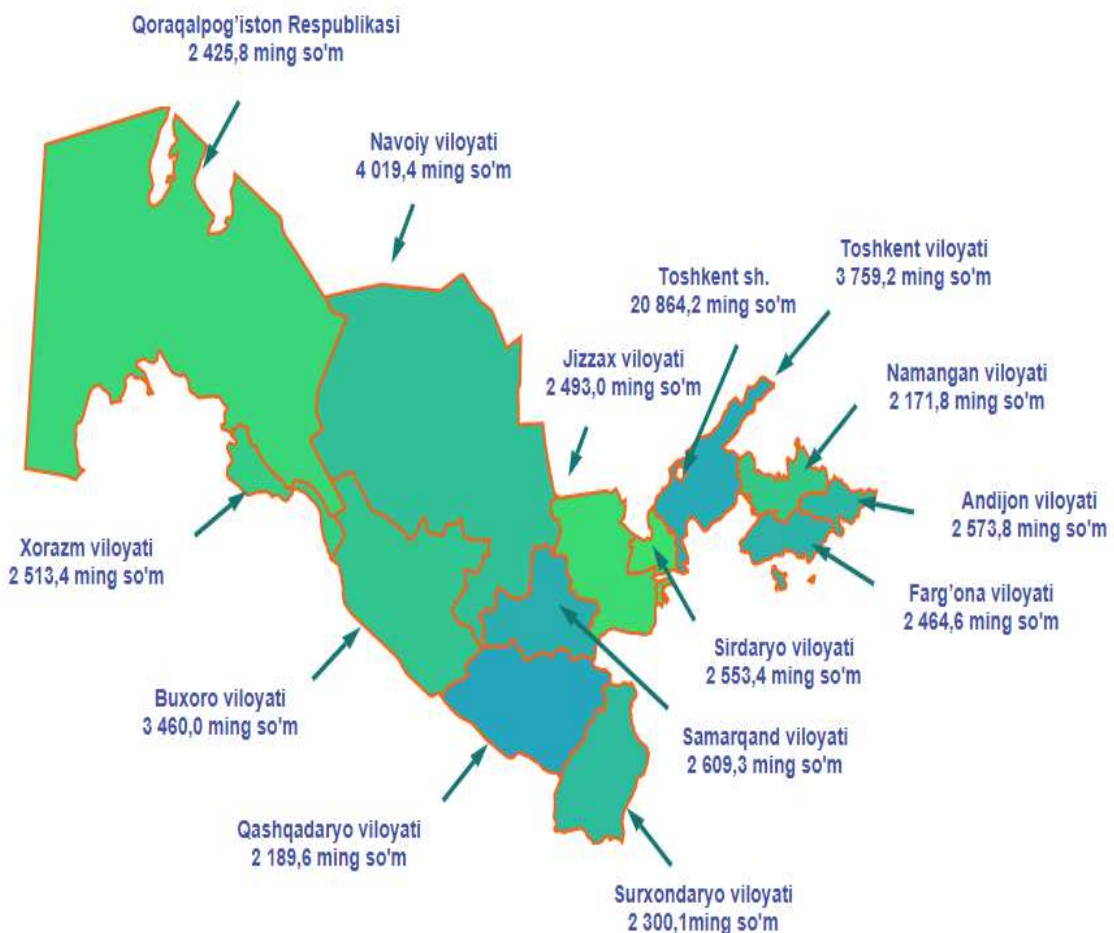 Qoraqalpog’iston Respublikasi
2 425,8 ming so'm
Navoiy viloyati
4 019,4 ming so'm
Toshkent viloyati
3 759,2 ming so'm
Toshkent sh.
20 864,2 ming so'm
Jizzax viloyati
2 493,0 ming so'm
Namangan viloyati
2 171,8 ming so'm
Andijon viloyati
2 573,8 ming so'm
Xorazm viloyati
2 513,4 ming so'm
Farg’ona viloyati
2 464,6 ming so'm
Sirdaryo viloyati
2 553,4 ming so'm
Buxoro viloyati
3 460,0 ming so'm
Samarqand viloyati
2 609,3 ming so'm
Qashqadaryo viloyati
2 189,6 ming so'm
Surxondaryo viloyati
2 300,1ming so'm